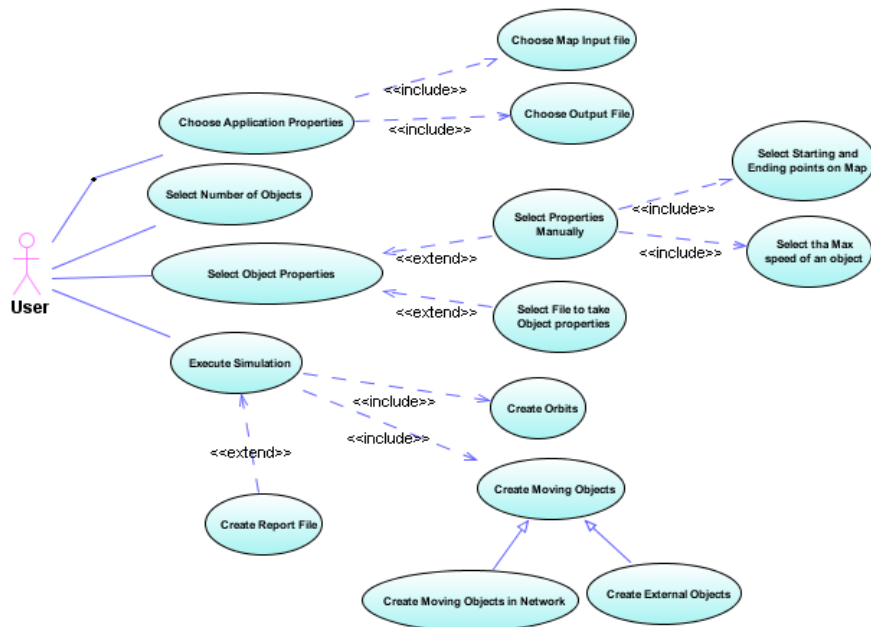 Choose Map Input file
<<include>>
Choose Application Properties
<<include>>
Choose Output File
Select Starting and
Ending points on Map
Select Number of Objects
Select Properties
Manually
<<include>>
<<include>>
Select tha Max
speed of an object
User
Select Object Properties
<<extend>>
<<extend>>
Select File to take
Object properties
Execute Simulation
<<include>>
Create Orbits
<<include>>
<<extend>>
Create Moving Objects
Create Report File
Create Moving Objects in Network
Create External Objects